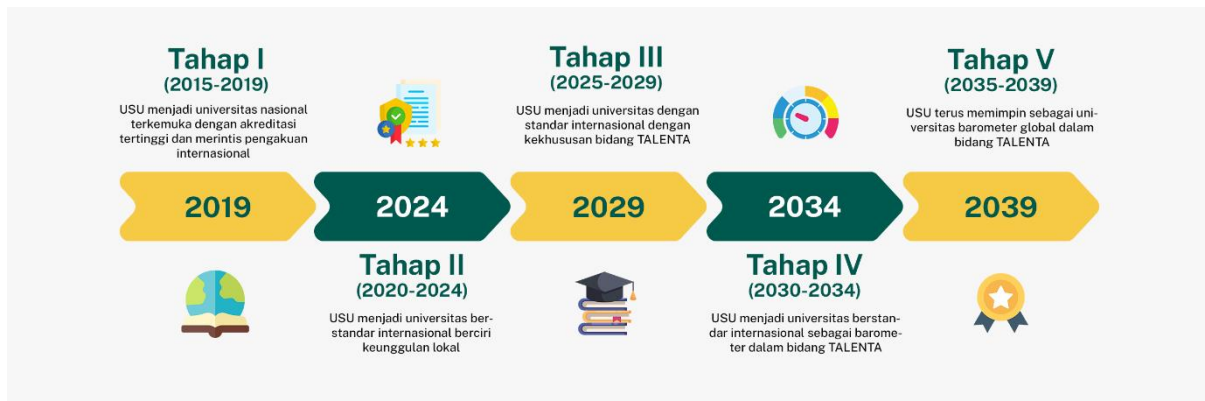 Tahap I
(2015-2019)
USU menjadi universitas nasional
terkemuka dengan akreditasi
tertinggi dan merintis pengakuan
internasional
Tahap III
(2025-2029)
USU menjadi universitas dengan
standar internasional dengan
kekhususan bidang TALENTA
Tahap V
(2035-2039)
USU terus memimpin sebagai uni-
versitas barometer global dalam
bidang TALENTA
2019
2024
2029
2034
2039
Tahap II
(2020-2024)
USU menjadi universitas ber-
standar internasional berciri
keunggulan lokal
Tahap IV
(2030-2034)
USU menjadi universitas berstan-
dar internasional sebagai barome-
ter dalam bidang TALENTA